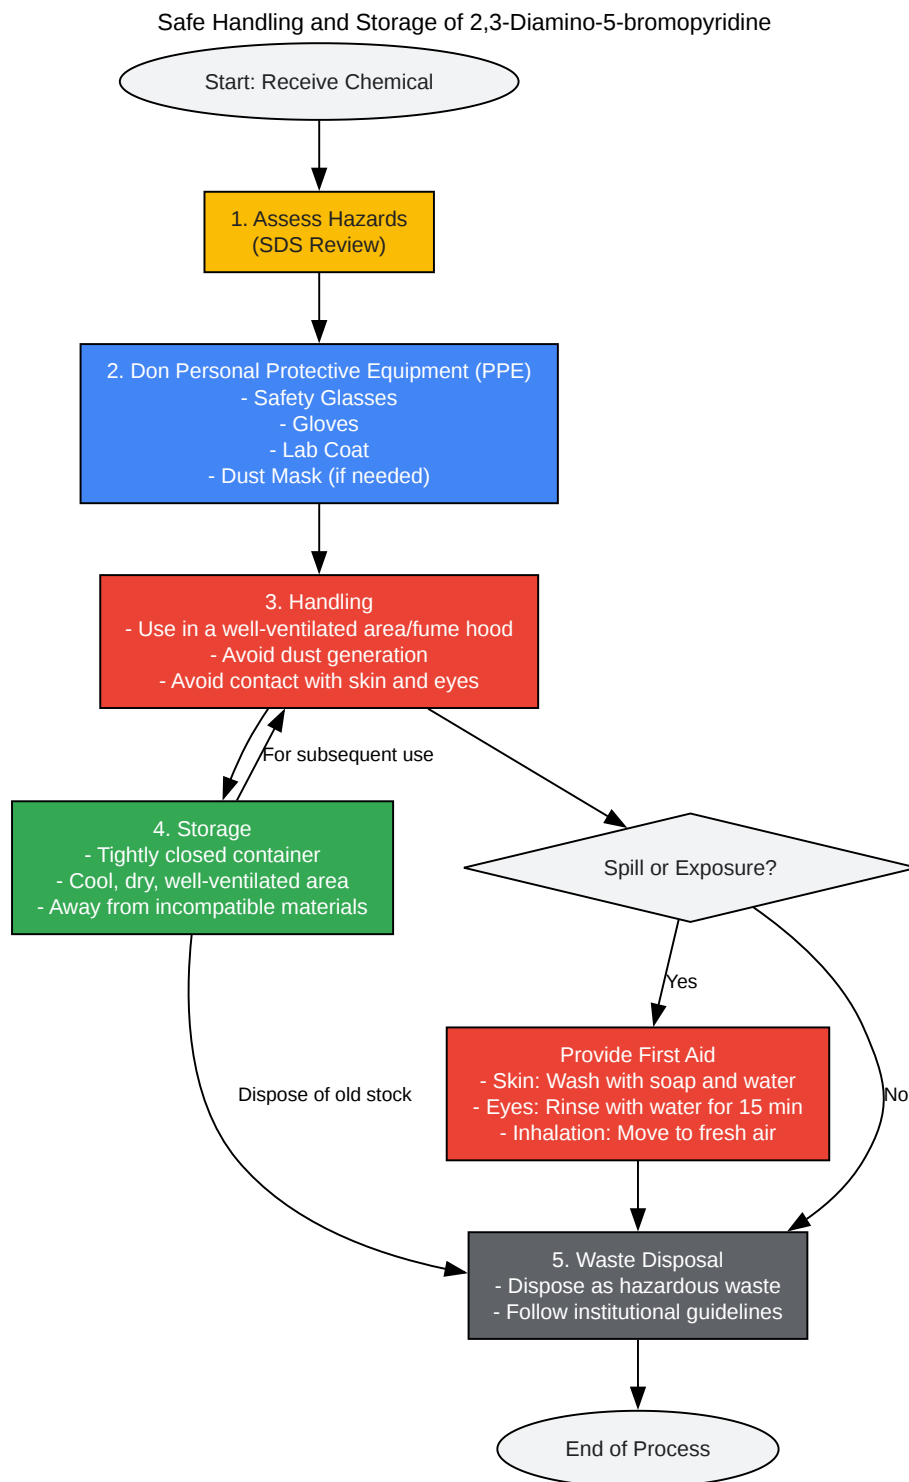 Safe Handling and Storage of 2,3-Diamino-5-bromopyridine
Start: Receive Chemical
1. Assess Hazards
(SDS Review)
2. Don Personal Protective Equipment (PPE)
- Safety Glasses
- Gloves
- Lab Coat
- Dust Mask (if needed)
3. Handling
- Use in a well-ventilated area/fume hood
- Avoid dust generation
- Avoid contact with skin and eyes
For subsequent use
4. Storage
- Tightly closed container
- Cool, dry, well-ventilated area
- Away from incompatible materials
Spill or Exposure?
Yes
Provide First Aid
- Skin: Wash with soap and water
- Eyes: Rinse with water for 15 min
- Inhalation: Move to fresh air
Dispose of old stock
No
5. Waste Disposal
- Dispose as hazardous waste
- Follow institutional guidelines
End of Process